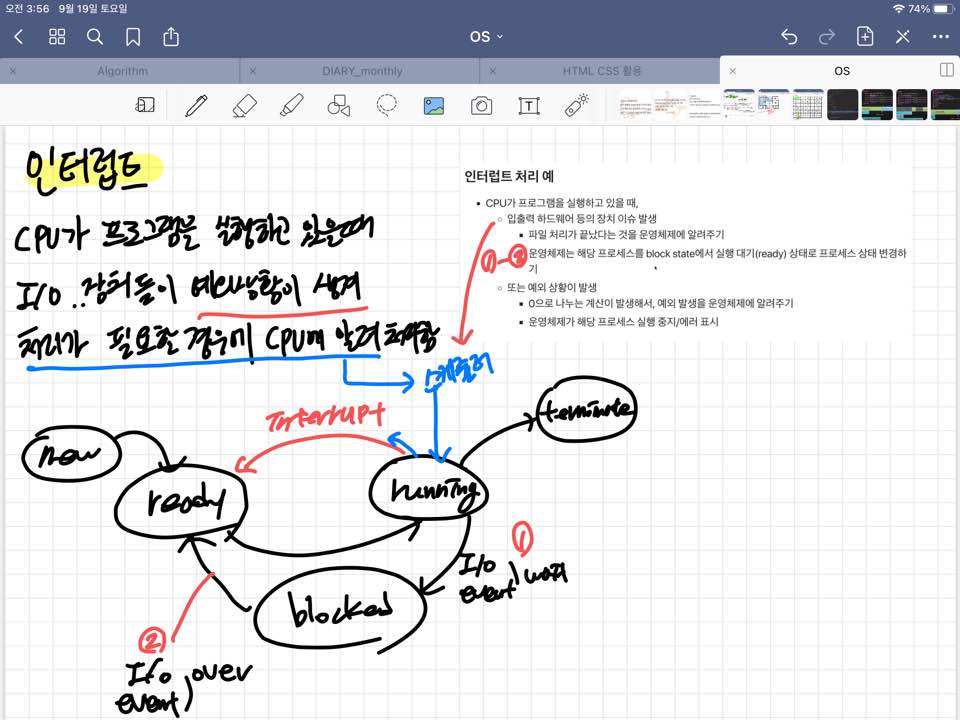 오전 3:56 9월 19일 토요일
74%
OS
Algorithm
DIARY_monthly
HTML CSS 활용
OS
인터럽트
CPU가 프로그램을 실행하고 있을때
I/O ..장치들이 예외상황이 생겨
처리가 필요할 경우에 CPU에 알려 처리함
인터럽트 처리 예
• CPU가 프로그램을 실행하고 있을 때,
○ 입출력 하드웨어 등의 장치 이슈 발생
■ 파일 처리가 끝났다는 것을 운영체제에 알려주기
①-② 운영체제는 해당 프로세스를 block state에서 실행 대기(ready) 상태로 프로세스 상태 변경하
기
○ 또는 예외 상황이 발생
■ 0으로 나누는 계산이 발생해서, 예외 발생을 운영체제에 알려주기
■ 운영체제가 해당 프로세스 실행 중지/에러 표시
스케줄러
Interrupt
terminate
new
ready
running
①
I/O
event) wait
blocked
②
I/O
event) over